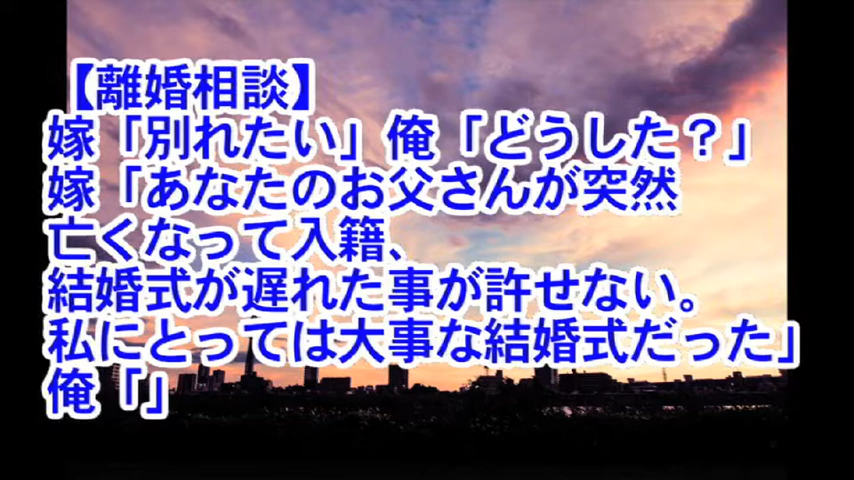 【離婚相談】
嫁「別れたい」俺「どうした？」
嫁「あなたのお父さんが突然
亡くなって入籍、
結婚式が遅れた事が許せない。
私にとっては大事な結婚式だった」
俺「」